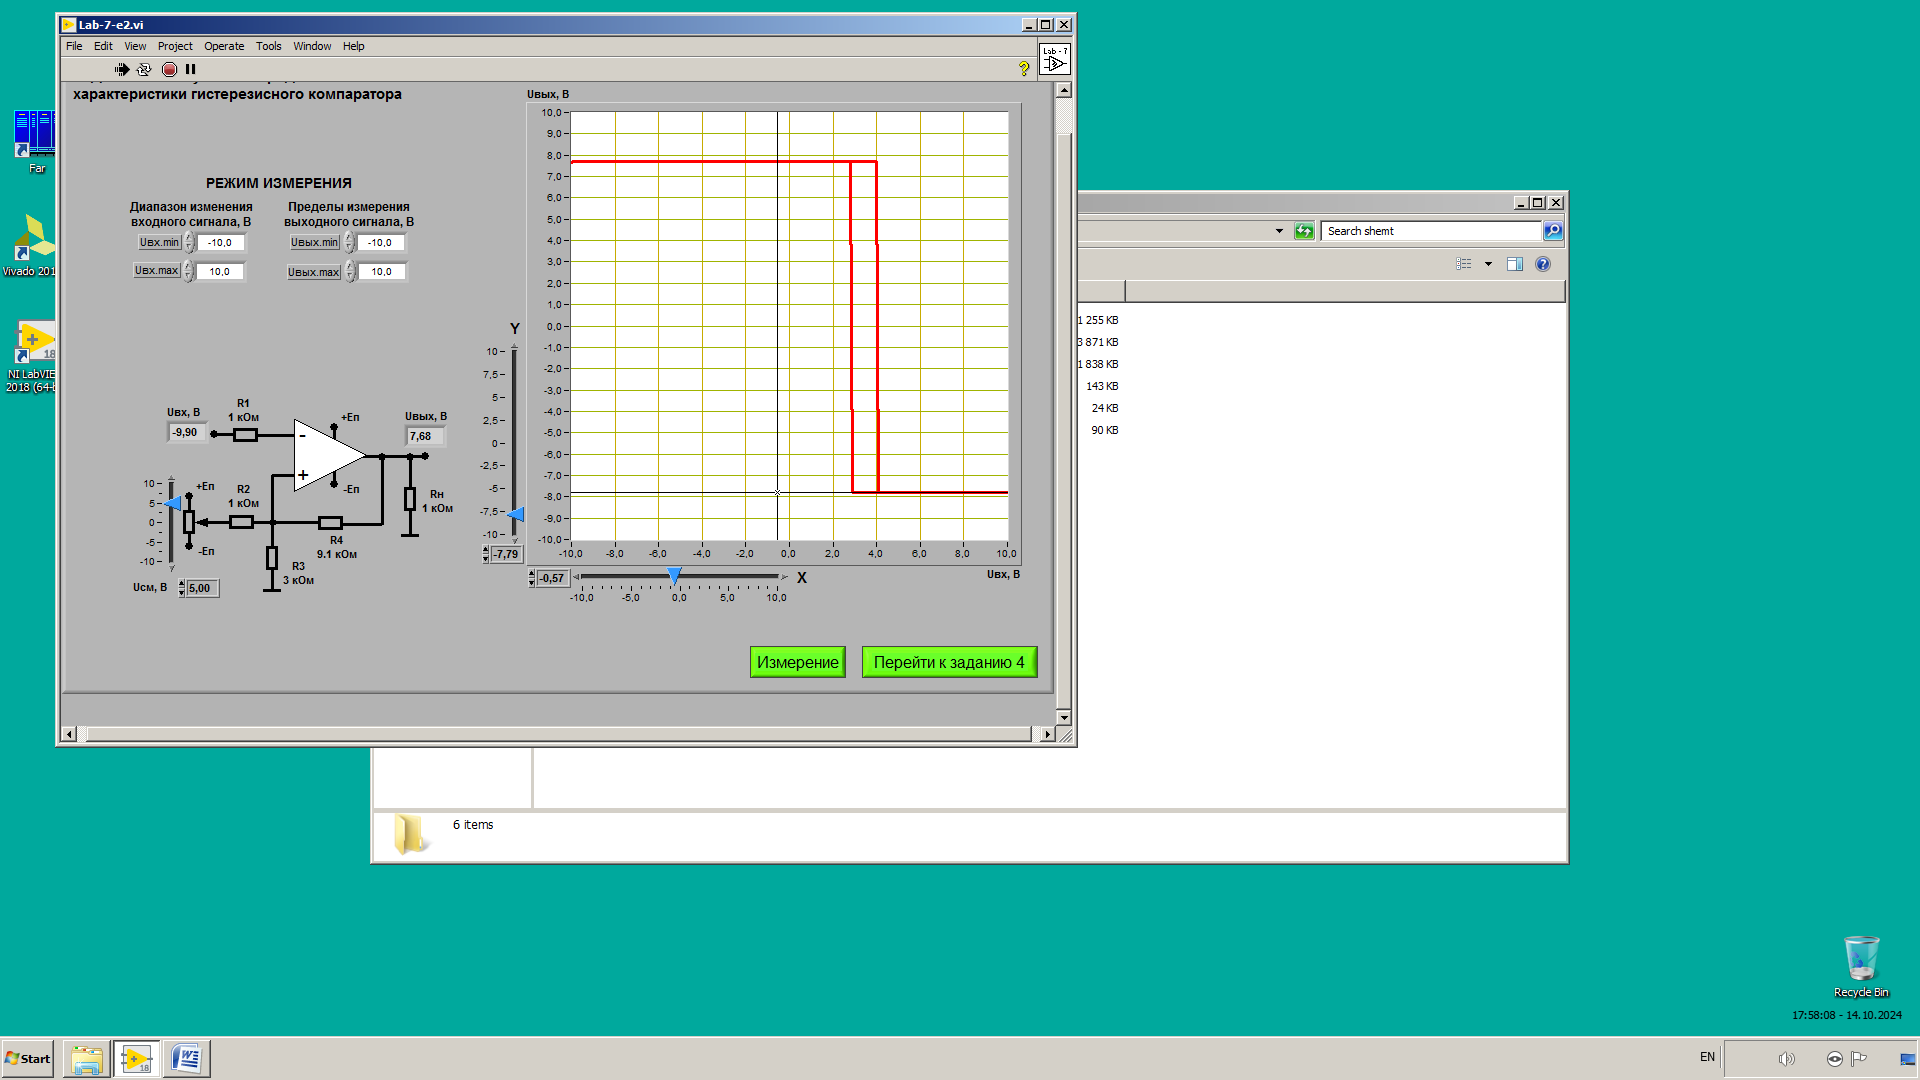 Lab-7-e2.vi
File Edit View Project Operate Tools Window Help
Lab - 7
характеристики гистерезисного компаратора
Uвых, В
РЕЖИМ ИЗМЕРЕНИЯ
Диапазон изменения
входного сигнала, В
Пределы измерения
выходного сигнала, В
Uвх.min -10,0
Uвых.min -10,0
Uвх.max 10,0
Uвых.max 10,0
10,0
9,0
8,0
7,0
6,0
5,0
4,0
3,0
2,0
1,0
0,0
-1,0
-2,0
-3,0
-4,0
-5,0
-6,0
-7,0
-8,0
-9,0
-10,0
-10,0 -8,0 -6,0 -4,0 -2,0 0,0 2,0 4,0 6,0 8,0 10,0
Uвх, В
Y
10
7,5
5
2,5
0
-2,5
-5
-7,5
-10
-7,79
-0,57
X
-10,0 -5,0 0,0 5,0 10,0
Uвх, В
-9,90
R1
1 кОм
+Еп
-
+
-Еп
Uвых, В
7,68
10
5
0
-5
-10
+Еп
-Еп
R2
1 кОм
R4
9.1 кОм
R3
3 кОм
Rн
1 кОм
Uсм, В 5,00
Измерение
Перейти к заданию 4
Search shemt
1 255 KB
3 871 KB
1 838 KB
143 KB
24 KB
90 KB
6 items
Far
Vivado 201
NI LabVIE
2018 (64-b
18
Recycle Bin
17:58:08 - 14.10.2024
Start
18
EN